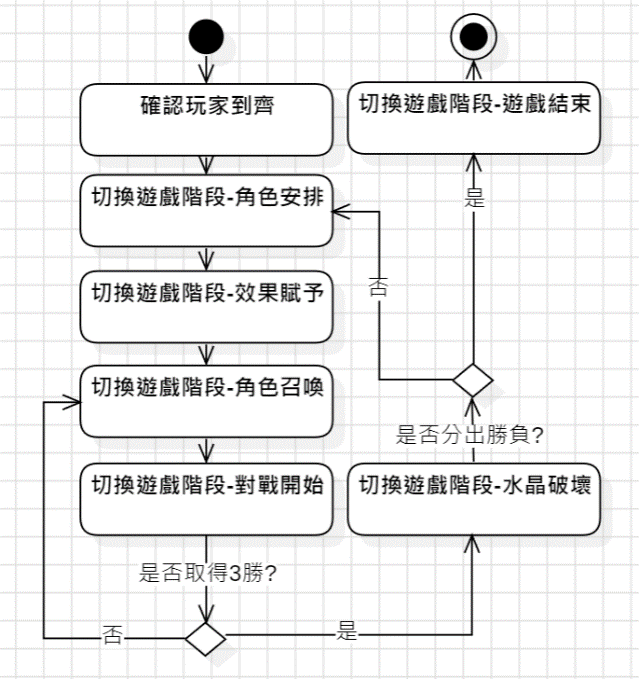 確認玩家到齊
切換遊戲階段-角色安排
切換遊戲階段-效果賦予
切換遊戲階段-角色召喚
切換遊戲階段-對戰開始
是否取得3勝?
否
是
切換遊戲階段-水晶破壞
是否分出勝負?
否
是
切換遊戲階段-遊戲結束